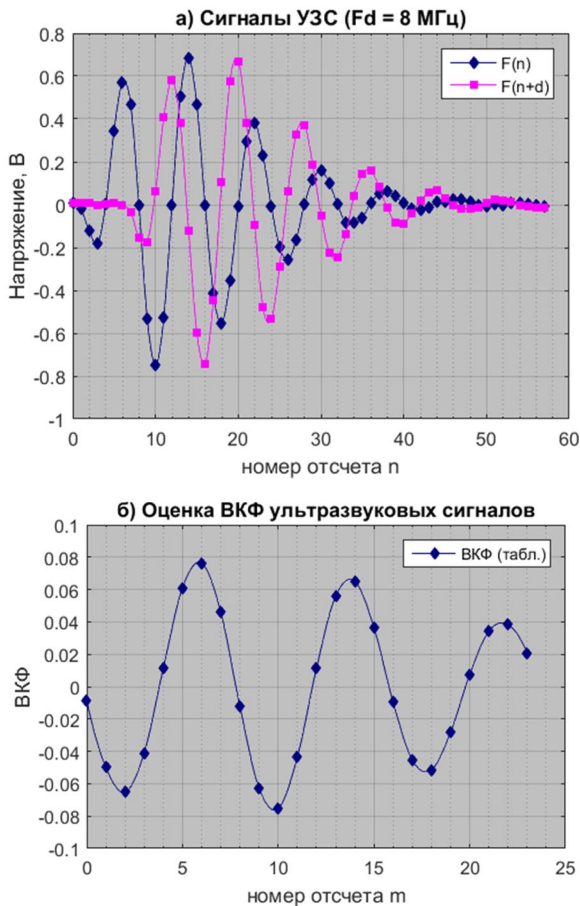 а) Сигналы УЗС (Fd = 8 МГц)
F(n)
F(n+d)
Напряжение, В
0.8
0.6
0.4
0.2
0
-0.2
-0.4
-0.6
-0.8
-1
0 10 20 30 40 50 60
номер отсчета n
б) Оценка ВКФ ультразвуковых сигналов
ВКФ (табл.)
ВКФ
0.1
0.08
0.06
0.04
0.02
0
-0.02
-0.04
-0.06
-0.08
-0.1
0 5 10 15 20 25
номер отсчета m